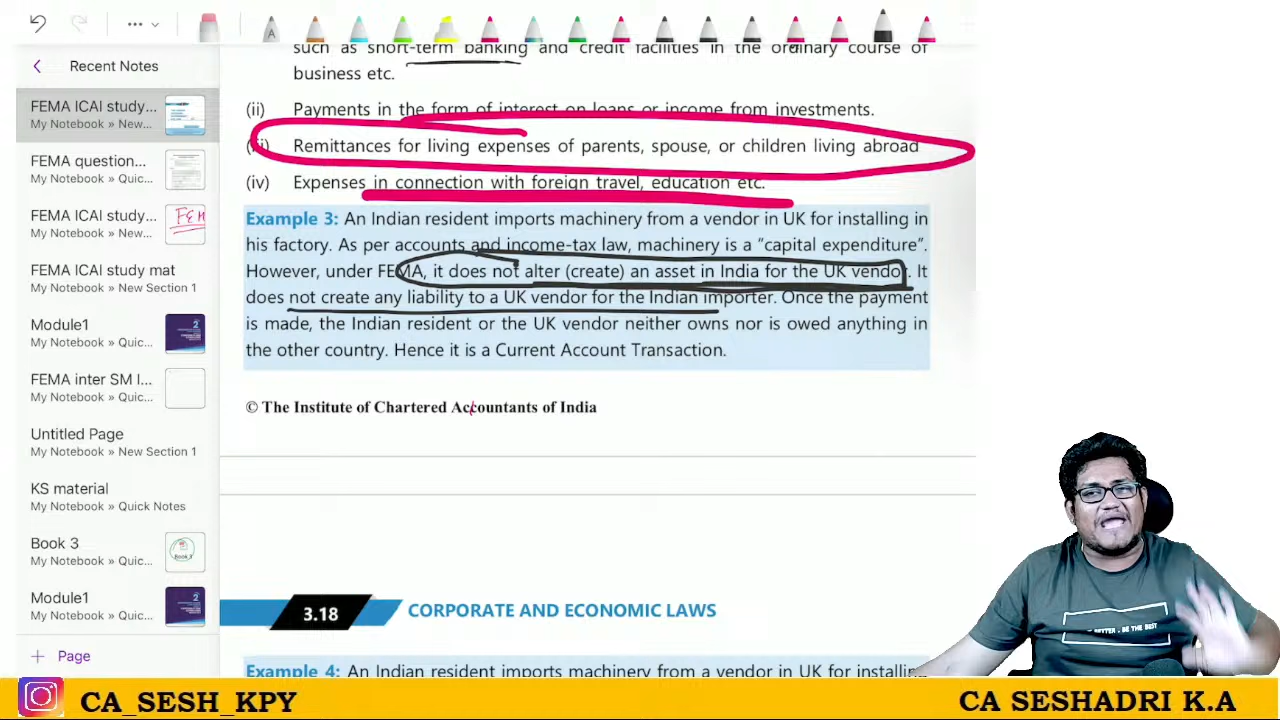 A
Recent Notes
FEMA ICAI study...
My Notebook » New...
FEMA question...
My Notebook » Quic...
FEMA ICAI study...
My Notebook » New...
FEM
FEMA ICAI study mat
My Notebook » New Section 1
Module1
My Notebook » Quic...
2
FEMA inter SM I...
My Notebook » Quic...
Untitled Page
My Notebook » New Section 1
KS material
My Notebook » Quick Notes
Book 3
My Notebook » Quic...
Book 3
Module1
My Notebook » Quic...
2
+ Page
such as short-term banking and credit facilities in the ordinary course of
business etc.
(ii) Payments in the form of interest on loans or income from investments.
Remittances for living expenses of parents, spouse, or children living abroad
(iv) Expenses in connection with foreign travel, education etc.
Example 3: An Indian resident imports machinery from a vendor in UK for installing in
his factory. As per accounts and income-tax law, machinery is a “capital expenditure”.
However, under FEMA, it does not alter (create) an asset in India for the UK vendor. It
does not create any liability to a UK vendor for the Indian importer. Once the payment
is made, the Indian resident or the UK vendor neither owns nor is owed anything in
the other country. Hence it is a Current Account Transaction.
© The Institute of Chartered Accountants of India
3.18 CORPORATE AND ECONOMIC LAWS
Example 4: An Indian resident imports machinery from a vendor in UK for installing
BE THE BEST
CA_SESH_KPY
CA SESHADRI K.A